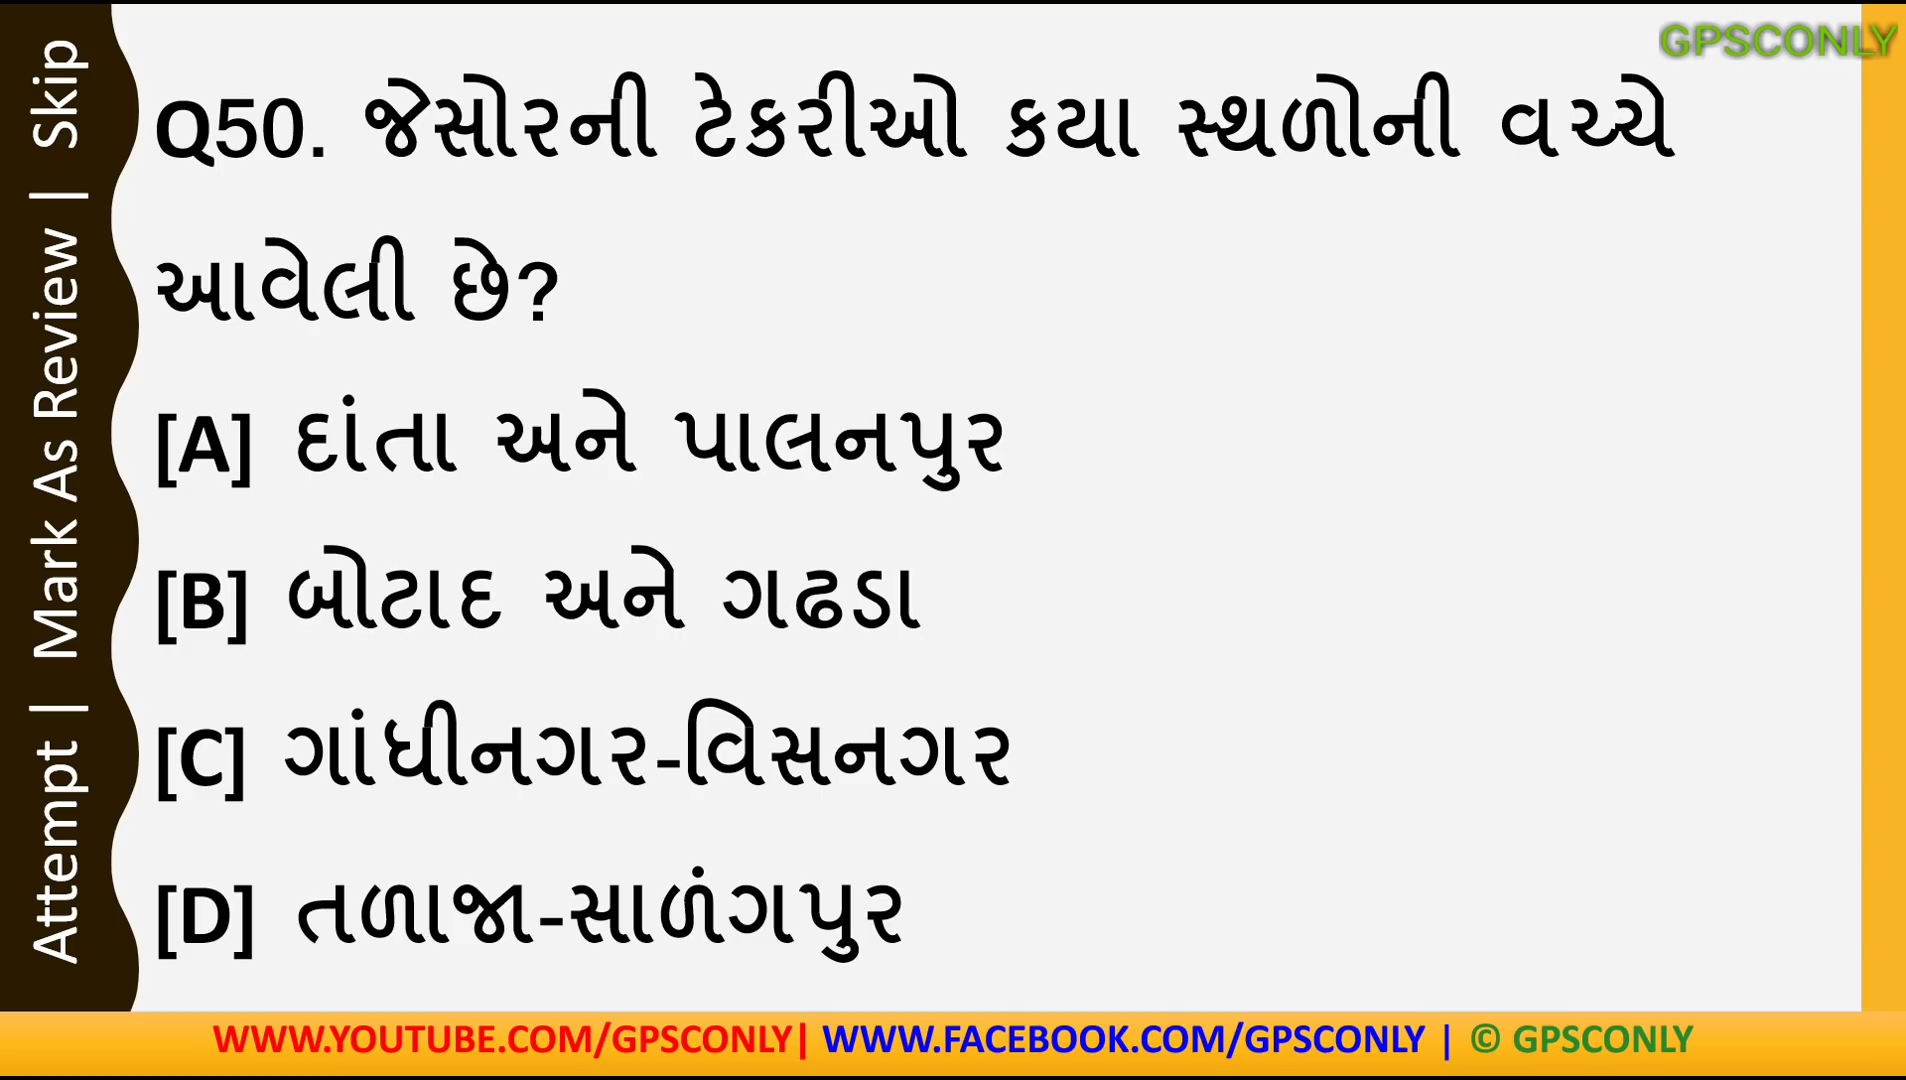 GPSCONLY
Q50. જેસોરની ટેકરીઓ કયા સ્થળોની વચ્ચે
આવેલી છે?
[A] દાંતા અને પાલનપુર
[B] બોટાદ અને ગઢડા
[C] ગાંધીનગર-વિસનગર
[D] તળાજા-સાળંગપુર
Attempt | Mark As Review | Skip
WWW.YOUTUBE.COM/GPSCONLY| WWW.FACEBOOK.COM/GPSCONLY | © GPSCONLY